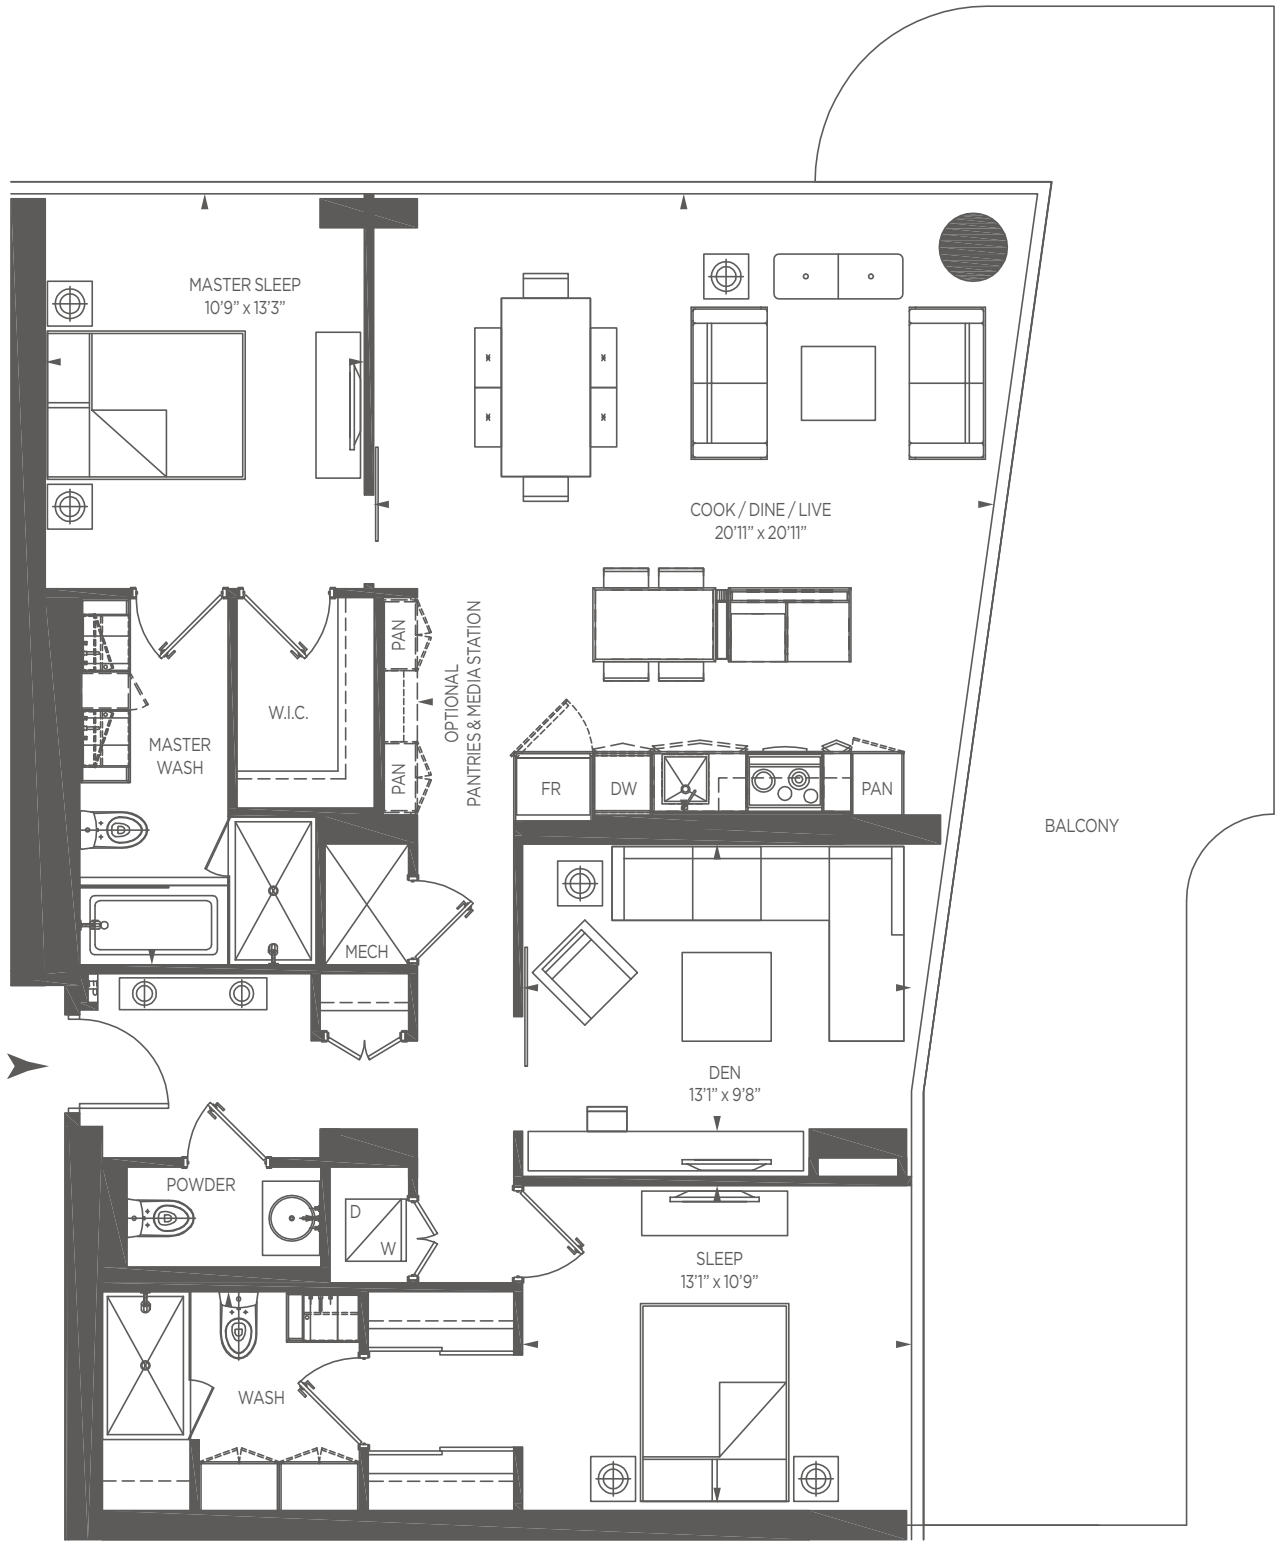 MASTER SLEEP
10'9” x 13'3”
COOK / DINE / LIVE
20'11” x 20'11”
PAN
OPTIONAL
PANTRIES & MEDIA STATION
W.I.C.
MASTER
WASH
PAN
FR
DW
PAN
BALCONY
MECH
DEN
13'1” x 9'8”
POWDER
D
W
SLEEP
13'1” x 10'9”
WASH